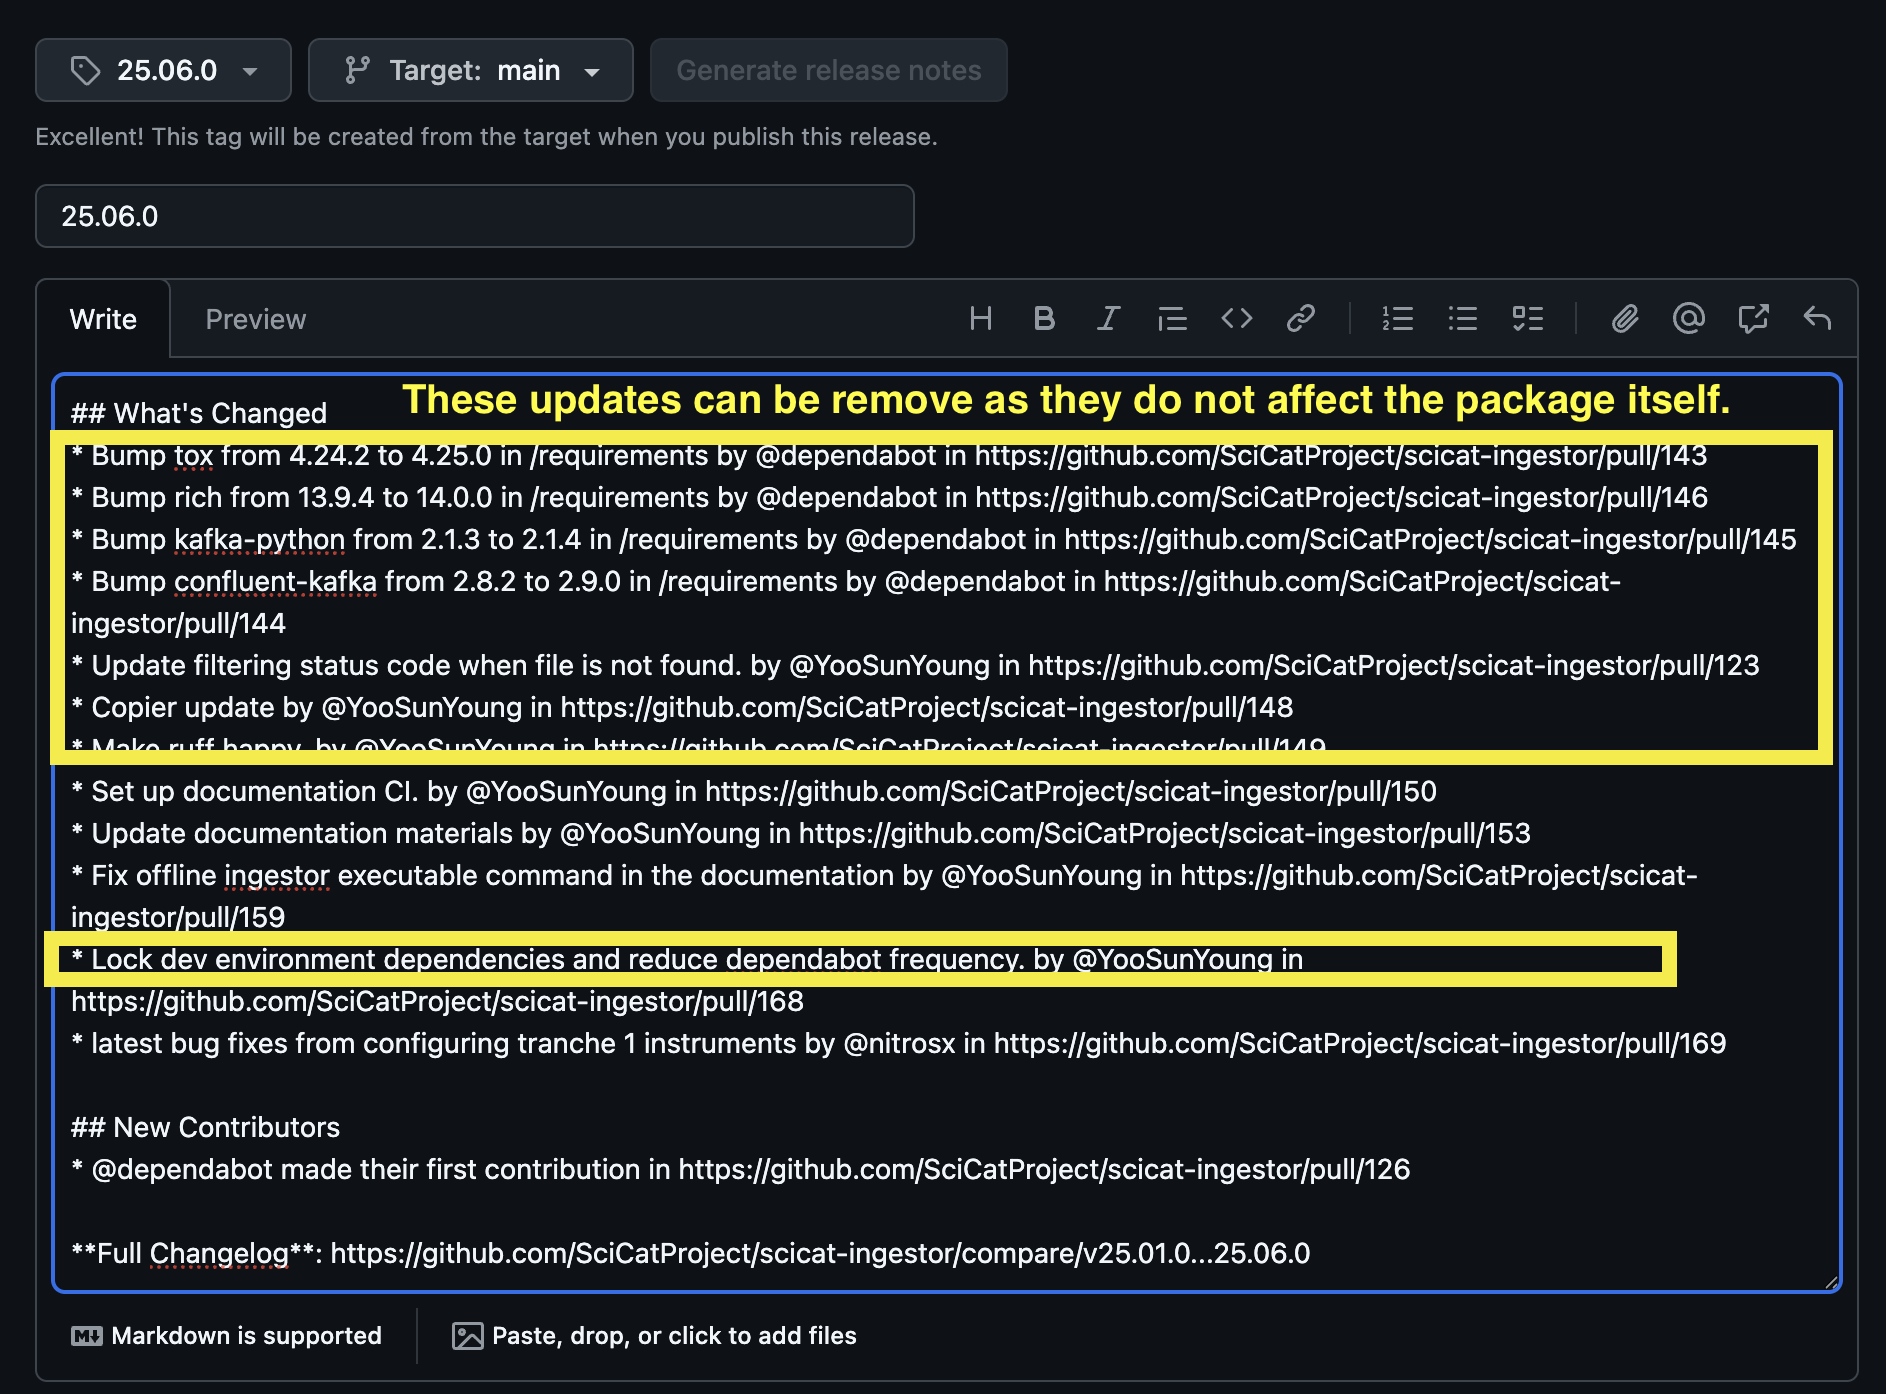 25.06.0
Target: main
Generate release notes
Excellent! This tag will be created from the target when you publish this release.
25.06.0
Write
Preview
## What's Changed
These updates can be remove as they do not affect the package itself.
* Bump tox from 4.24.2 to 4.25.0 in /requirements by @dependabot in https://github.com/SciCatProject/scicat-ingestor/pull/143
* Bump rich from 13.9.4 to 14.0.0 in /requirements by @dependabot in https://github.com/SciCatProject/scicat-ingestor/pull/146
* Bump kafka-python from 2.1.3 to 2.1.4 in /requirements by @dependabot in https://github.com/SciCatProject/scicat-ingestor/pull/145
* Bump confluent-kafka from 2.8.2 to 2.9.0 in /requirements by @dependabot in https://github.com/SciCatProject/scicat-
ingestor/pull/144
* Update filtering status code when file is not found. by @YooSunYoung in https://github.com/SciCatProject/scicat-ingestor/pull/123
* Copier update by @YooSunYoung in https://github.com/SciCatProject/scicat-ingestor/pull/148
* Make ruff happy. by @YooSunYoung in https://github.com/SciCatProject/scicat-ingestor/pull/149
* Set up documentation CI. by @YooSunYoung in https://github.com/SciCatProject/scicat-ingestor/pull/150
* Update documentation materials by @YooSunYoung in https://github.com/SciCatProject/scicat-ingestor/pull/153
* Fix offline ingestor executable command in the documentation by @YooSunYoung in https://github.com/SciCatProject/scicat-
ingestor/pull/159
* Lock dev environment dependencies and reduce dependabot frequency. by @YooSunYoung in
https://github.com/SciCatProject/scicat-ingestor/pull/168
* latest bug fixes from configuring tranche 1 instruments by @nitrosx in https://github.com/SciCatProject/scicat-ingestor/pull/169
## New Contributors
* @dependabot made their first contribution in https://github.com/SciCatProject/scicat-ingestor/pull/126
**Full Changelog**: https://github.com/SciCatProject/scicat-ingestor/compare/v25.01.0...25.06.0
Markdown is supported
Paste, drop, or click to add files